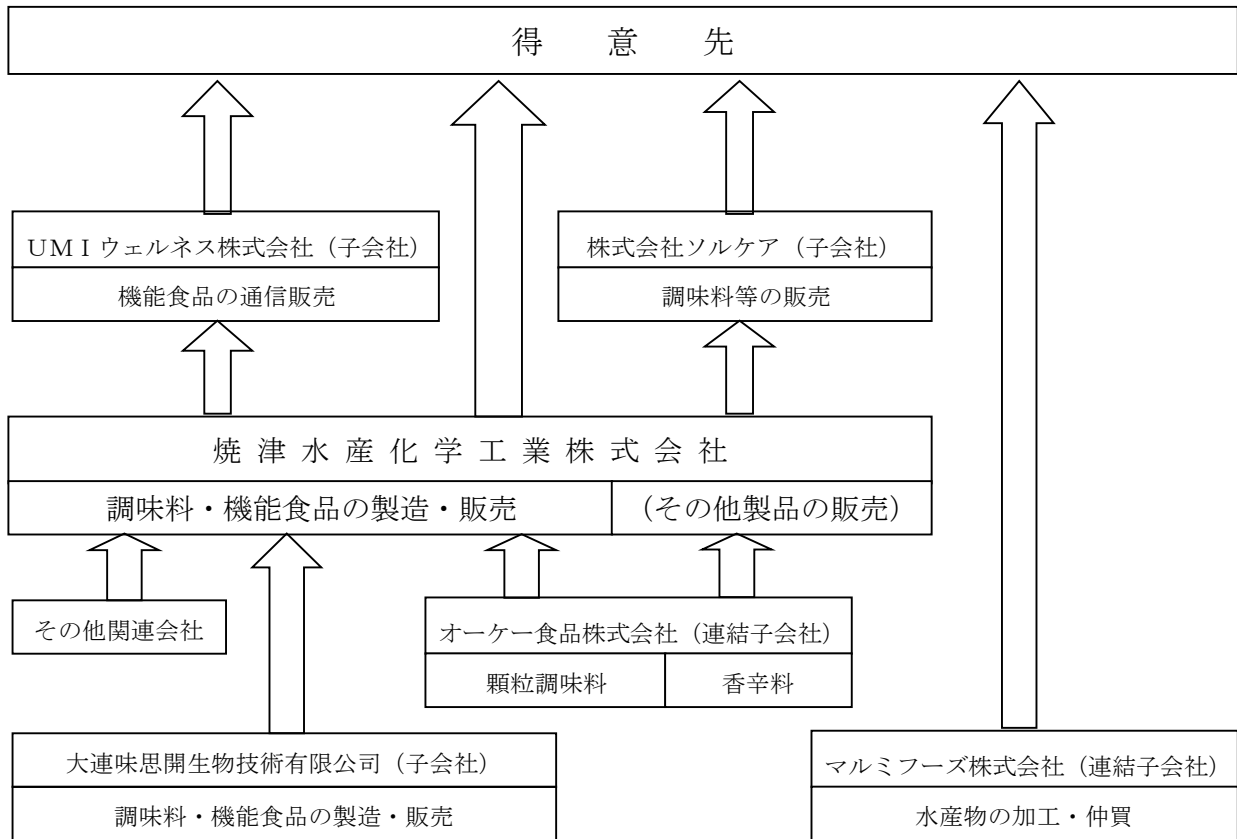 得意先
UMIウェルネス株式会社（子会社）
機能食品の通信販売
株式会社ソルケア（子会社）
調味料等の販売
焼津水産化学工業株式会社
調味料・機能食品の製造・販売
（その他製品の販売）
その他関連会社
オーケー食品株式会社（連結子会社）
顆粒調味料
香辛料
大連味思開生物技術有限公司（子会社）
調味料・機能食品の製造・販売
マルミフーズ株式会社（連結子会社）
水産物の加工・仲買